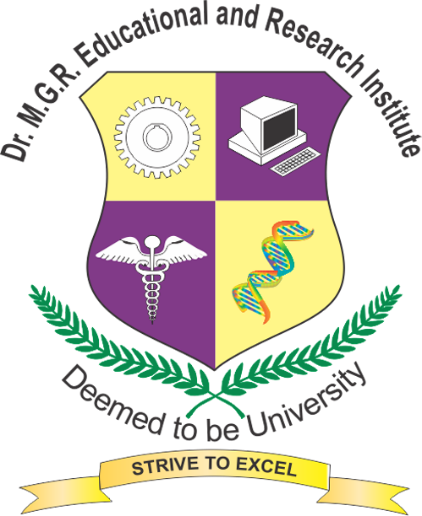 Dr. M.G.R. Educational and Research Institute
Deemed to be University
STRIVE TO EXCEL